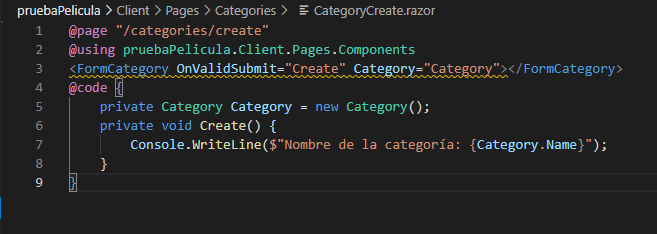 pruebaPelicula > Client > Pages > Categories > CategoryCreate.razor
1 @page "/categories/create"
2 @using pruebaPelicula.Client.Pages.Components
3 <FormCategory OnValidSubmit="Create" Category="Category"></FormCategory>
4 @code {
5 private Category Category = new Category();
6 private void Create() {
7 Console.WriteLine($"Nombre de la categoría: {Category.Name}");
8 }
9 }